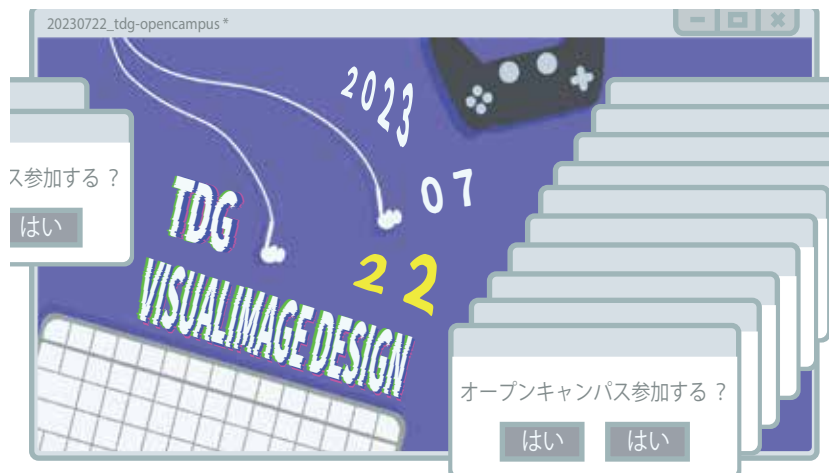 20230722_tdg-opencampus *
2023
07
22
TDG
VISUALIMAGE DESIGN
ス参加する ?
はい
オープンキャンパス参加する ?
はい はい